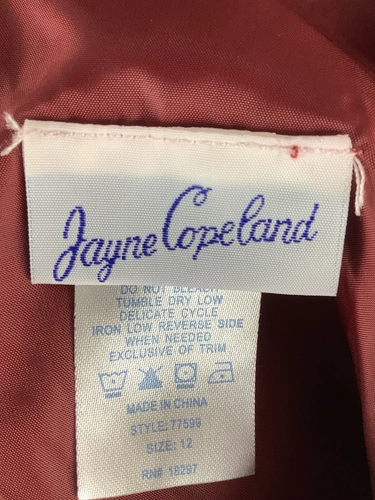 Jayne Copeland
DO NOT BLEACH
TUMBLE DRY LOW
DELICATE CYCLE
IRON LOW REVERSE SIDE
WHEN NEEDED
EXCLUSIVE OF TRIM
MADE IN CHINA
STYLE: 77599
SIZE: 12
RN# 18297